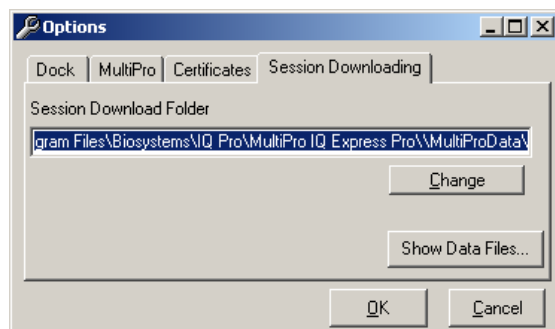 Options
Dock MultiPro Certificates Session Downloading
Session Download Folder
gram Files\Biosystems\IQ Pro\MultiPro IQ Express Pro\\MultiProData\
Change
Show Data Files...
OK Cancel